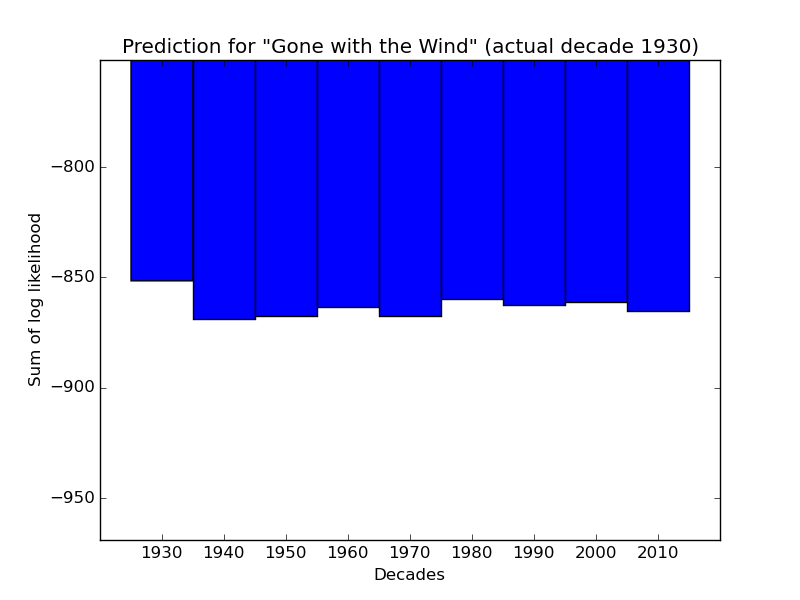 Prediction for "Gone with the Wind" (actual decade 1930)
Sum of log likelihood
−800
−850
−900
−950
1930 1940 1950 1960 1970 1980 1990 2000 2010
Decades